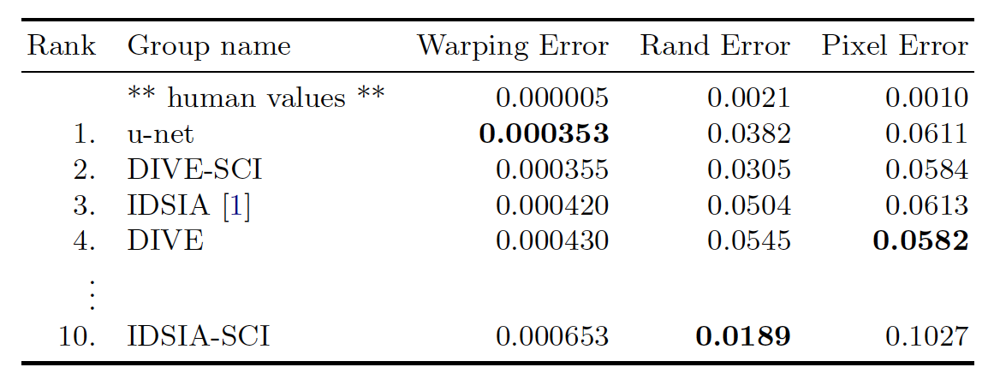 Rank Group name Warping Error Rand Error Pixel Error
** human values ** 0.000005 0.0021 0.0010
1. u-net 0.000353 0.0382 0.0611
2. DIVE-SCI 0.000355 0.0305 0.0584
3. IDSIA [1] 0.000420 0.0504 0.0613
4. DIVE 0.000430 0.0545 0.0582
⋮
10. IDSIA-SCI 0.000653 0.0189 0.1027